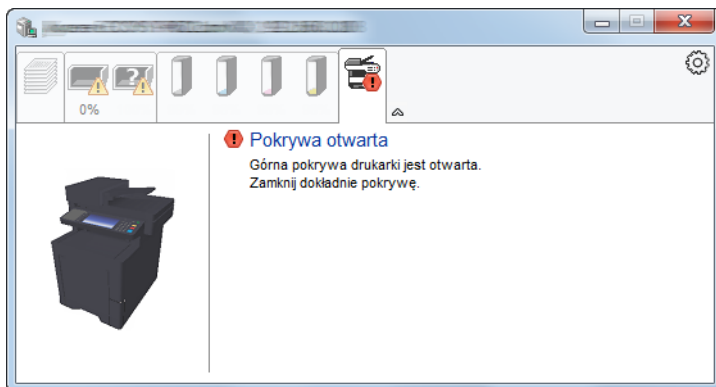 0%
Pokrywa otwarta
Górna pokrywa drukarki jest otwarta.
Zamknij dokładnie pokrywę.